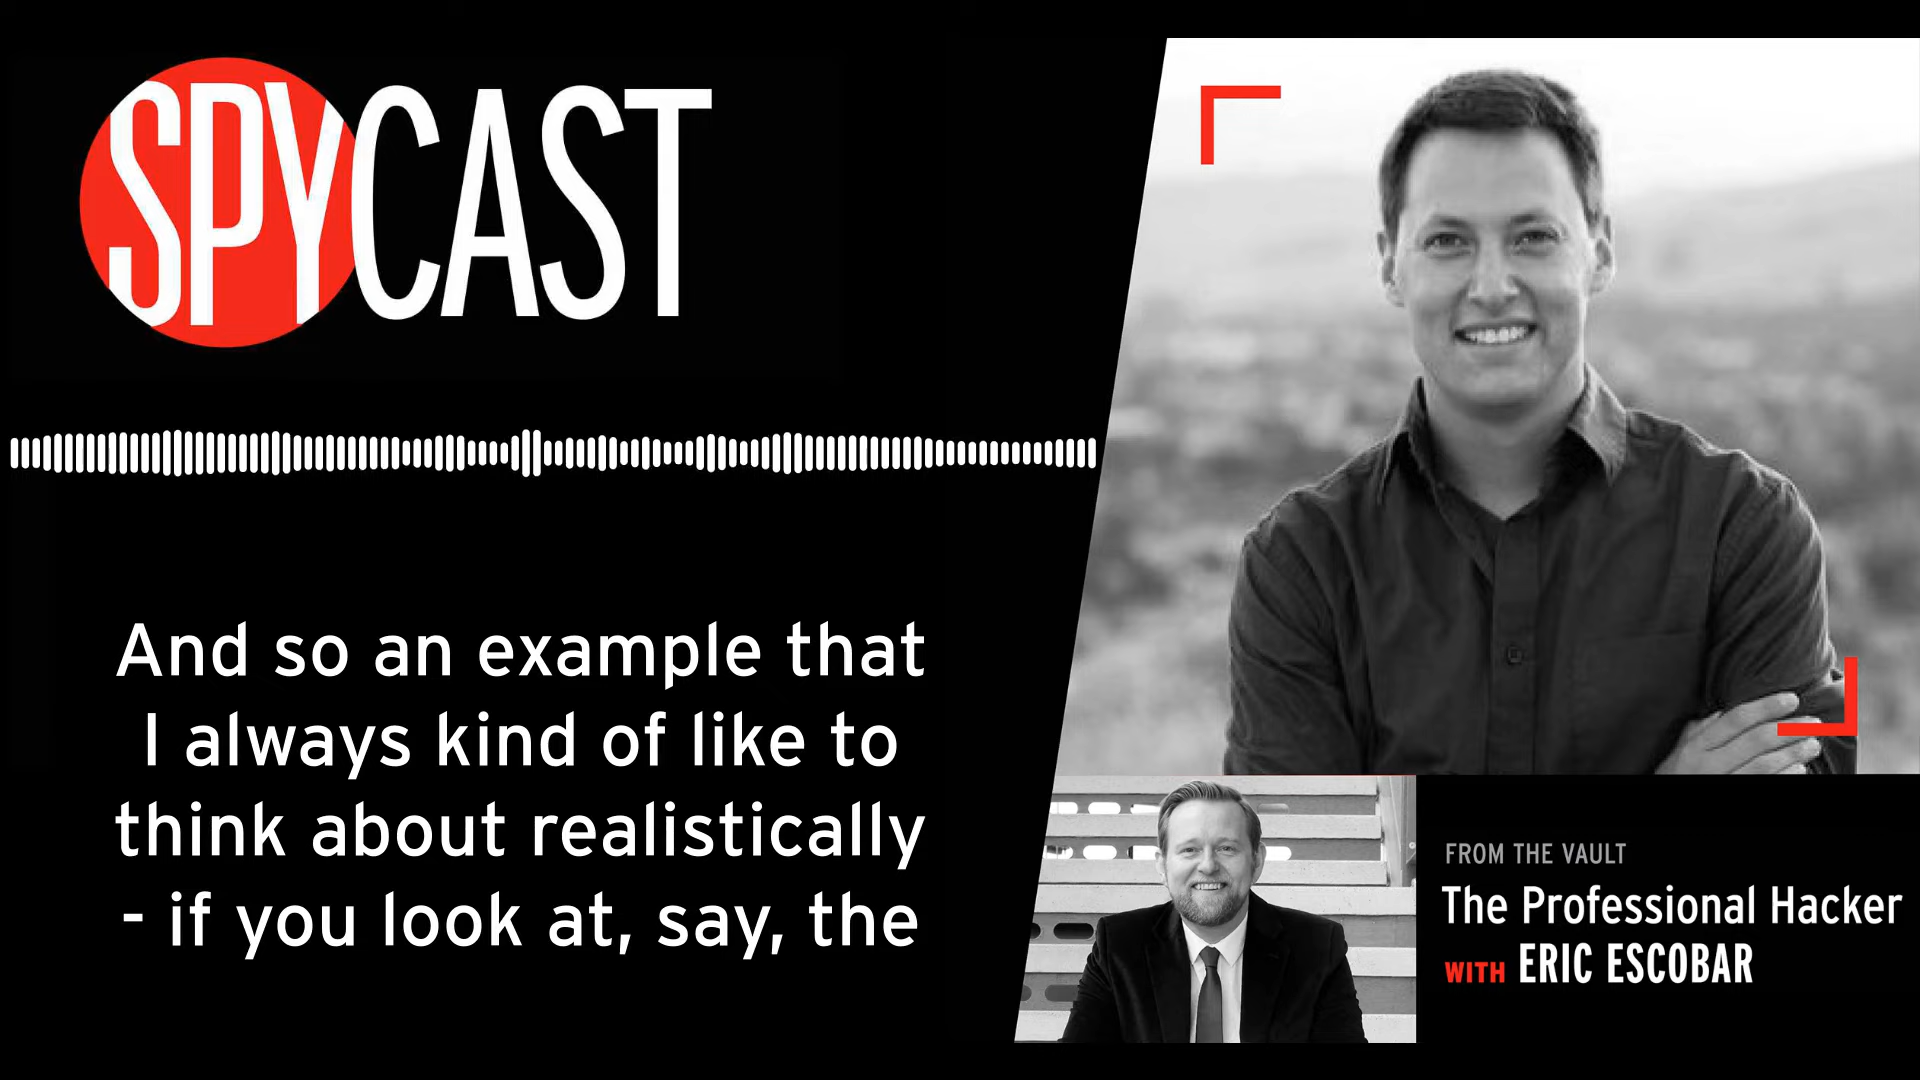 SPYCAST
And so an example that
I always kind of like to
think about realistically
- if you look at, say, the
FROM THE VAULT
The Professional Hacker
WITH ERIC ESCOBAR